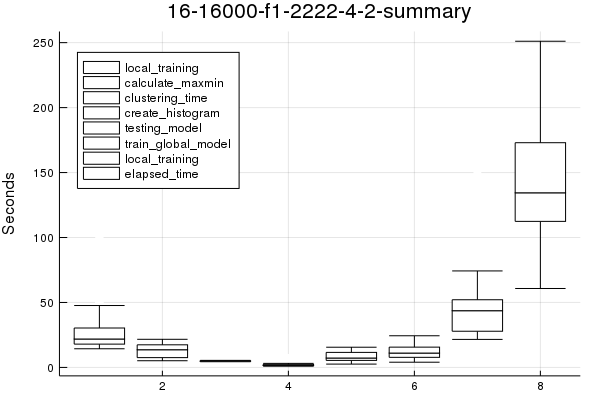 16-16000-f1-2222-4-2-summary
250
200
150
100
50
0
Seconds
local_training
calculate_maxmin
clustering_time
create_histogram
testing_model
train_global_model
local_training
elapsed_time
2 4 6 8